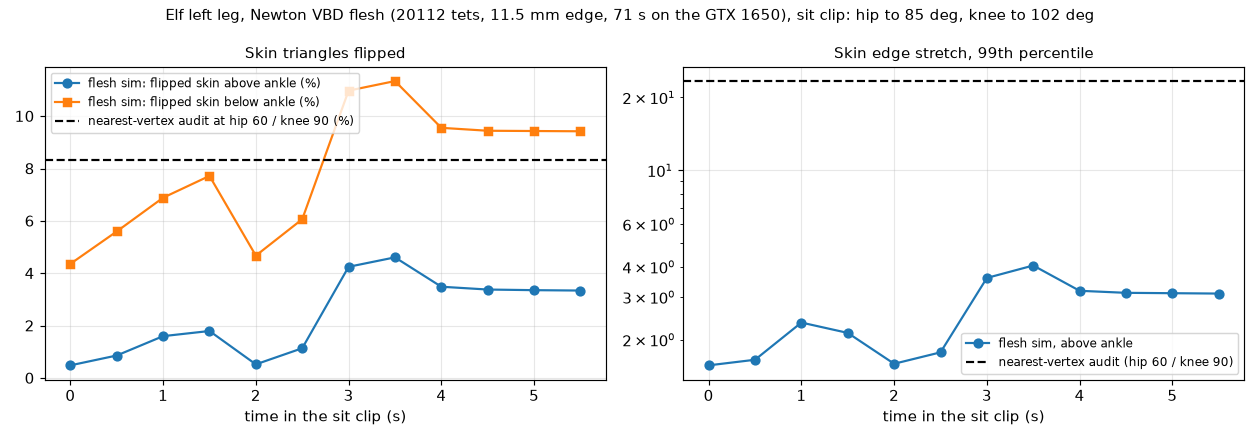 Elf left leg, Newton VBD flesh (20112 tets, 11.5 mm edge, 71 s on the GTX 1650), sit clip: hip to 85 deg, knee to 102 deg
Skin triangles flipped
flesh sim: flipped skin above ankle (%)
flesh sim: flipped skin below ankle (%)
nearest-vertex audit at hip 60 / knee 90 (%)
10
8
6
4
2
0
0 1 2 3 4 5
time in the sit clip (s)
Skin edge stretch, 99th percentile
2 × 10¹
10¹
6 × 10⁰
4 × 10⁰
3 × 10⁰
2 × 10⁰
flesh sim, above ankle
nearest-vertex audit (hip 60 / knee 90)
0 1 2 3 4 5
time in the sit clip (s)